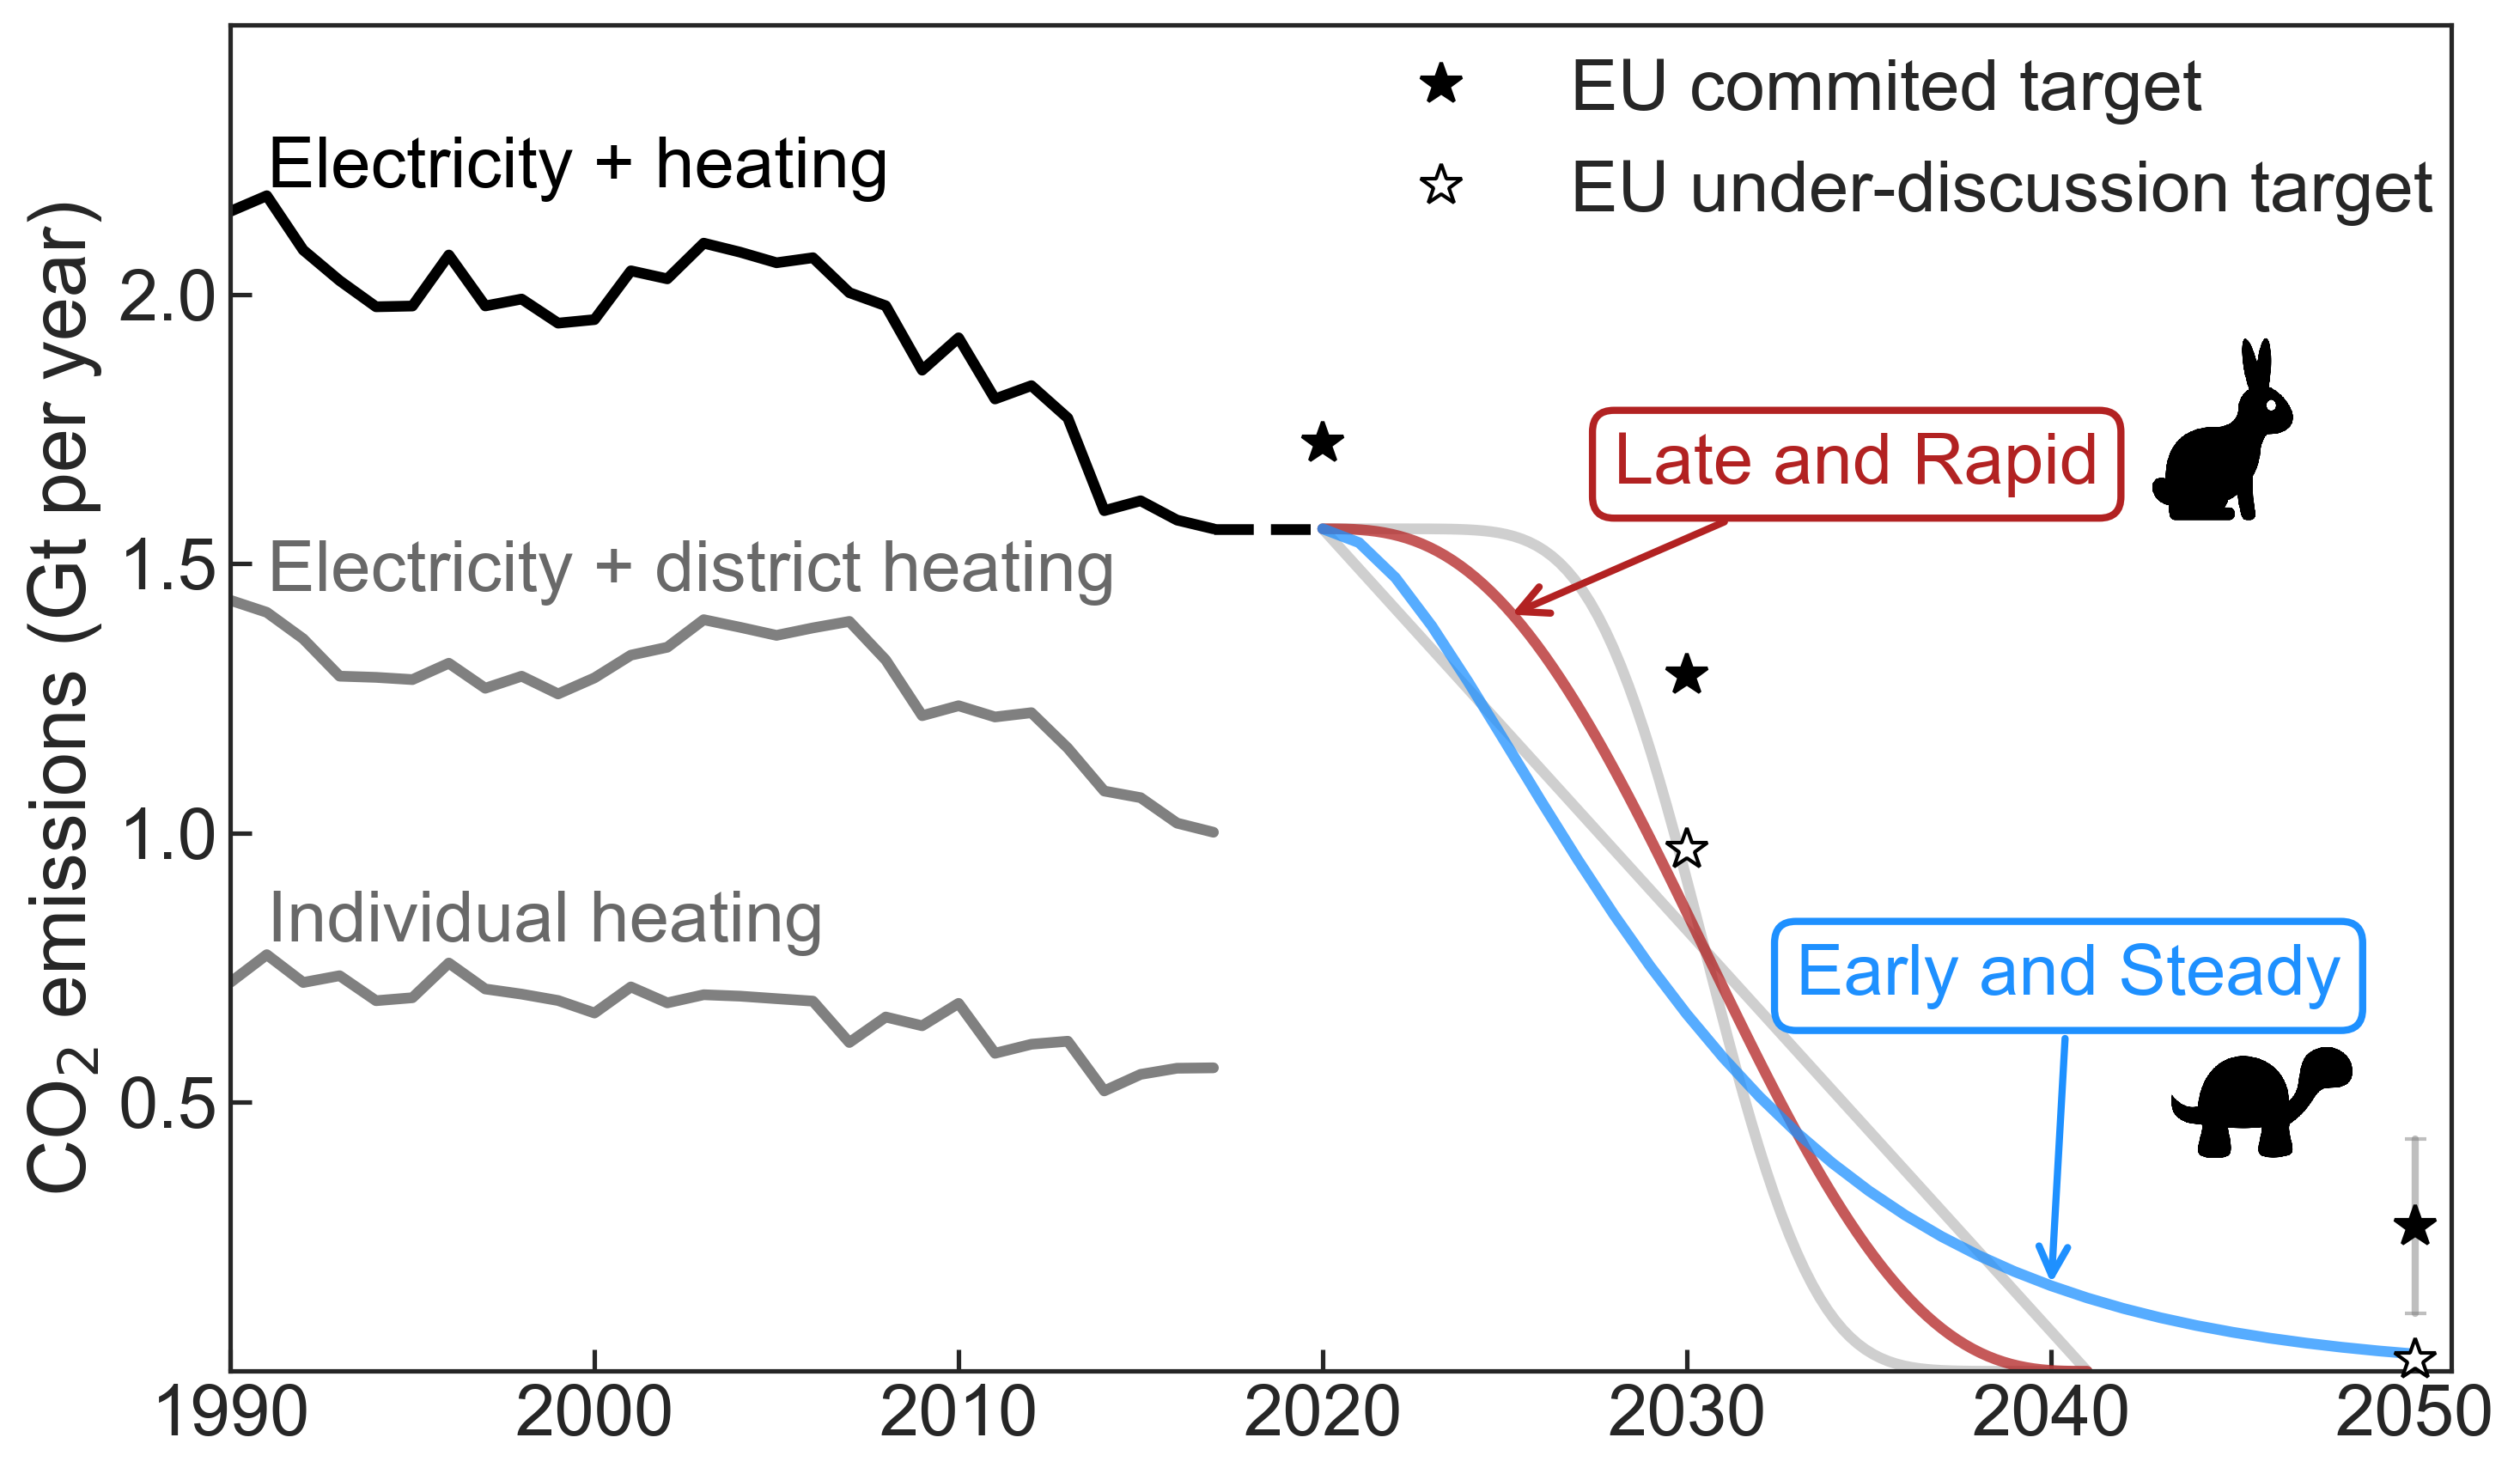 EU commited target
EU under-discussion target
Electricity + heating
Late and Rapid
Electricity + district heating
Individual heating
Early and Steady
CO₂ emissions (Gt per year)
2.0
1.5
1.0
0.5
1990 2000 2010 2020 2030 2040 2050